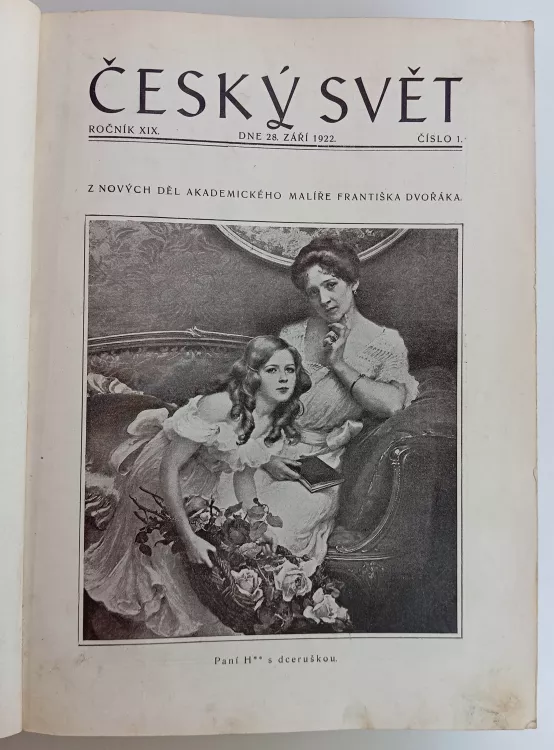 ČESKÝ SVĚT
ROČNÍK XIX. DNE 28. ZÁŘÍ 1922. ČÍSLO 1.
Z NOVÝCH DĚL AKADEMICKÉHO MALÍŘE FRANTIŠKA DVOŘÁKA.
Paní H** s dceruškou.